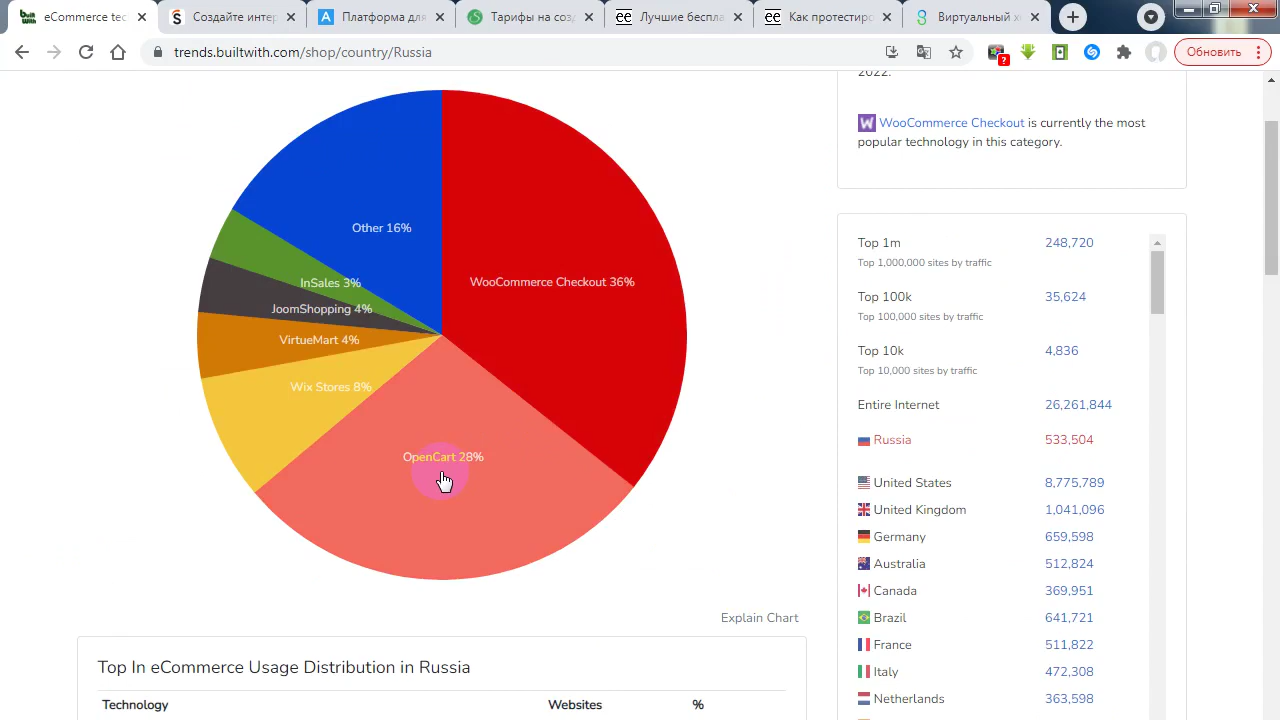 eCommerce tec
Создайте интер
Платформа для
Тарифы на са
Лучшие беспл
Как протестиро
Виртуальный х
trends.builtwith.com/shop/country/Russia
Обновить
2022.
WooCommerce Checkout is currently the most
popular technology in this category.
Other 16%
WooCommerce Checkout 36%
InSales 3%
JoomShopping 4%
VirtueMart 4%
Wix Stores 8%
OpenCart 28%
Explain Chart
Top In eCommerce Usage Distribution in Russia
Technology Websites %
Top 1m 248,720
Top 1,000,000 sites by traffic
Top 100k 35,624
Top 100,000 sites by traffic
Top 10k 4,836
Top 10,000 sites by traffic
Entire Internet 26,261,844
Russia 533,504
United States 8,775,789
United Kingdom 1,041,096
Germany 659,598
Australia 512,824
Canada 369,951
Brazil 641,721
France 511,822
Italy 472,308
Netherlands 363,598